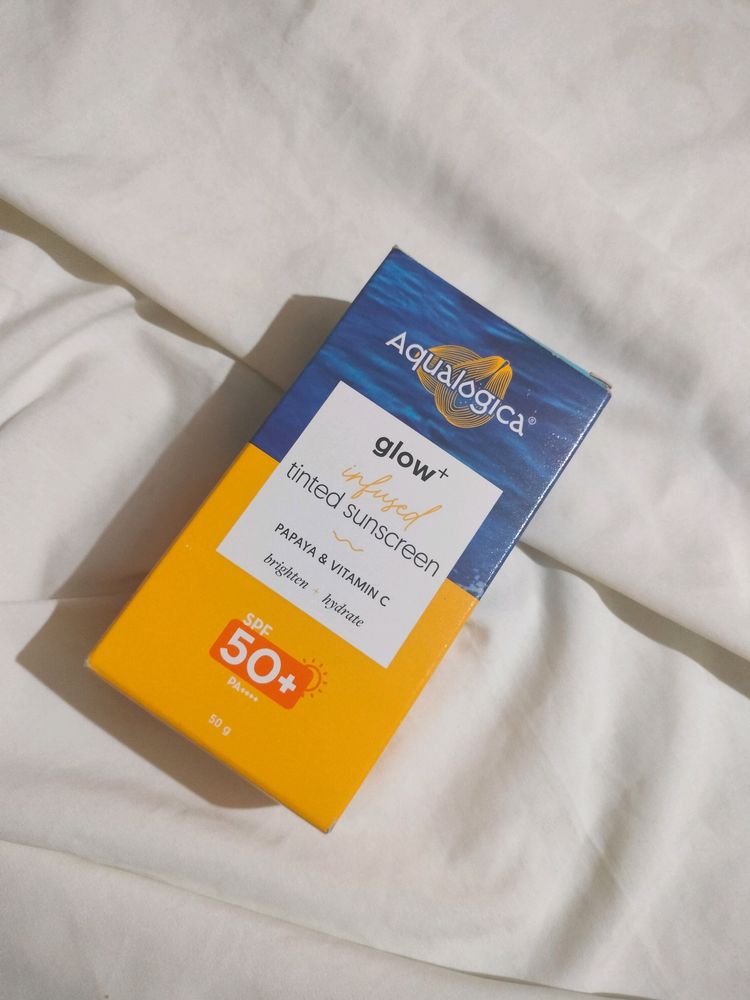 Aqualogica®
glow+
infused
tinted sunscreen
PAPAYA & VITAMIN C
brighten + hydrate
SPF
50+
PA++++
50 g